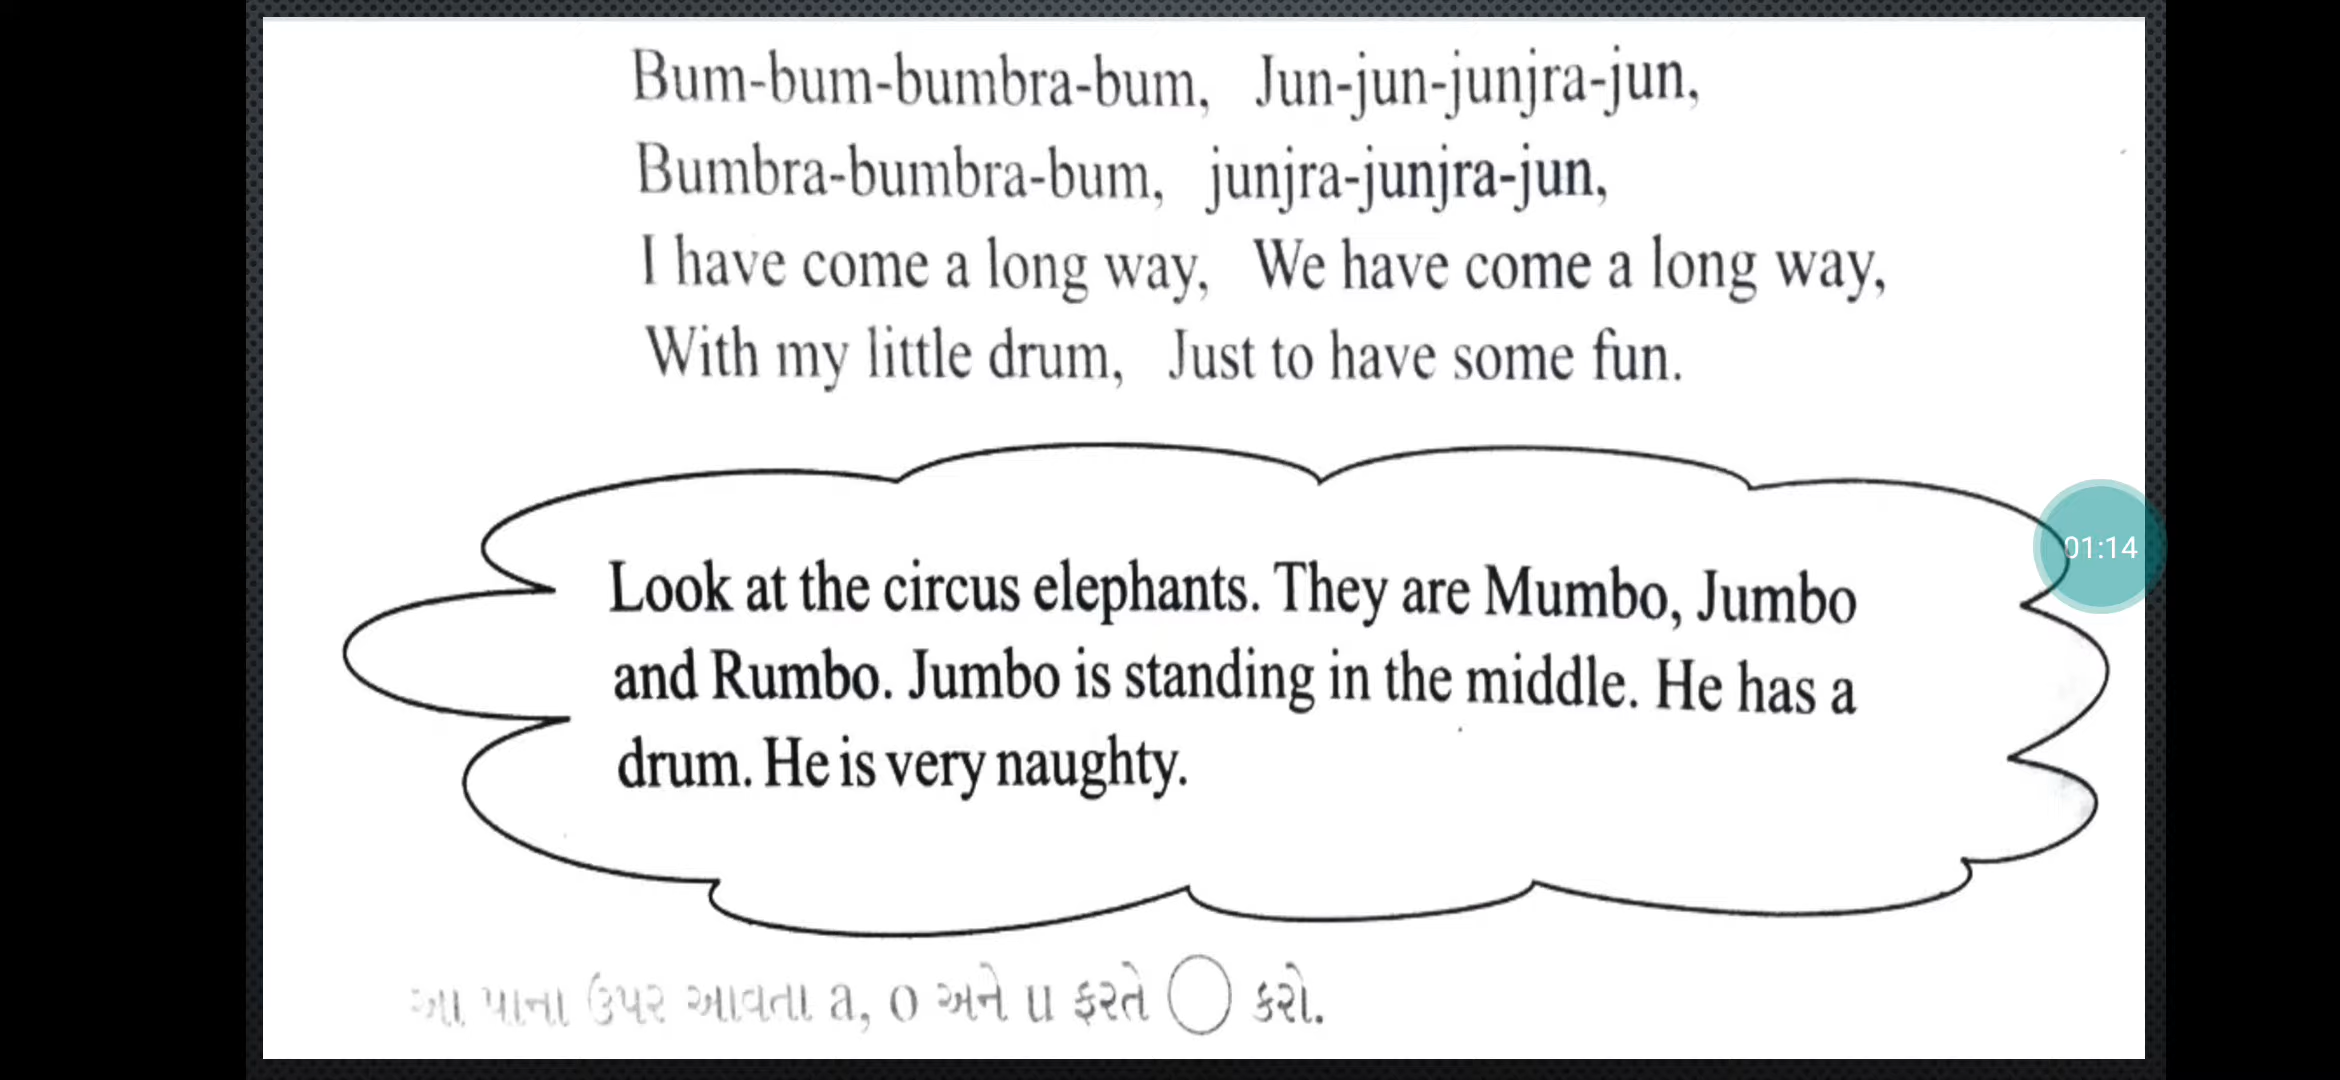 Bum-bum-bumbra-bum, Jun-jun-junjra-jun,
Bumbra-bumbra-bum, junjra-junjra-jun,
I have come a long way, We have come a long way,
With my little drum, Just to have some fun.
01:14
Look at the circus elephants. They are Mumbo, Jumbo
and Rumbo. Jumbo is standing in the middle. He has a
drum. He is very naughty.
આ પાના ઉપર આવતા a, o અને u ફરતે કરો.